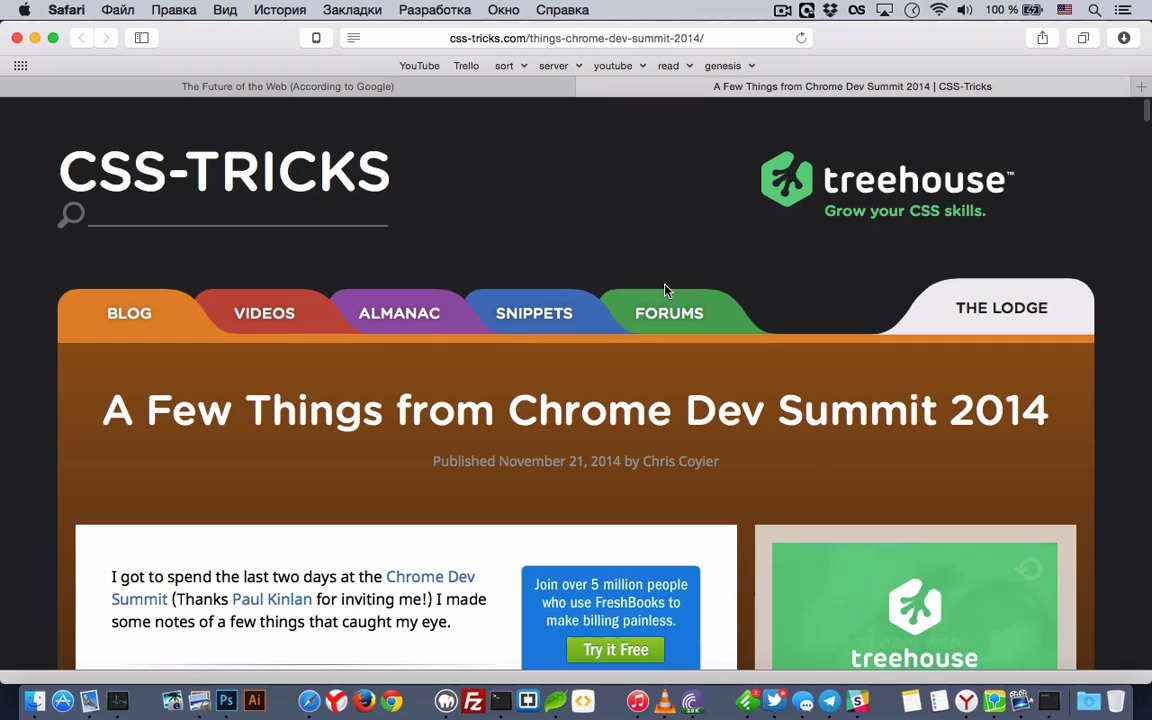 Safari Файл Правка Вид История Закладки Разработка Окно Справка 100 %
css-tricks.com/things-chrome-dev-summit-2014/
YouTube Trello sort server youtube read genesis
The Future of the Web (According to Google) A Few Things from Chrome Dev Summit 2014 | CSS-Tricks
CSS-TRICKS
treehouse™
Grow your CSS skills.
BLOG VIDEOS ALMANAC SNIPPETS FORUMS THE LODGE
A Few Things from Chrome Dev Summit 2014
Published November 21, 2014 by Chris Coyier
I got to spend the last two days at the Chrome Dev
Summit (Thanks Paul Kinlan for inviting me!) I made
some notes of a few things that caught my eye.
Join over 5 million people
who use FreshBooks to
make billing painless.
Try it Free
treehouse
Ps Ai Fz